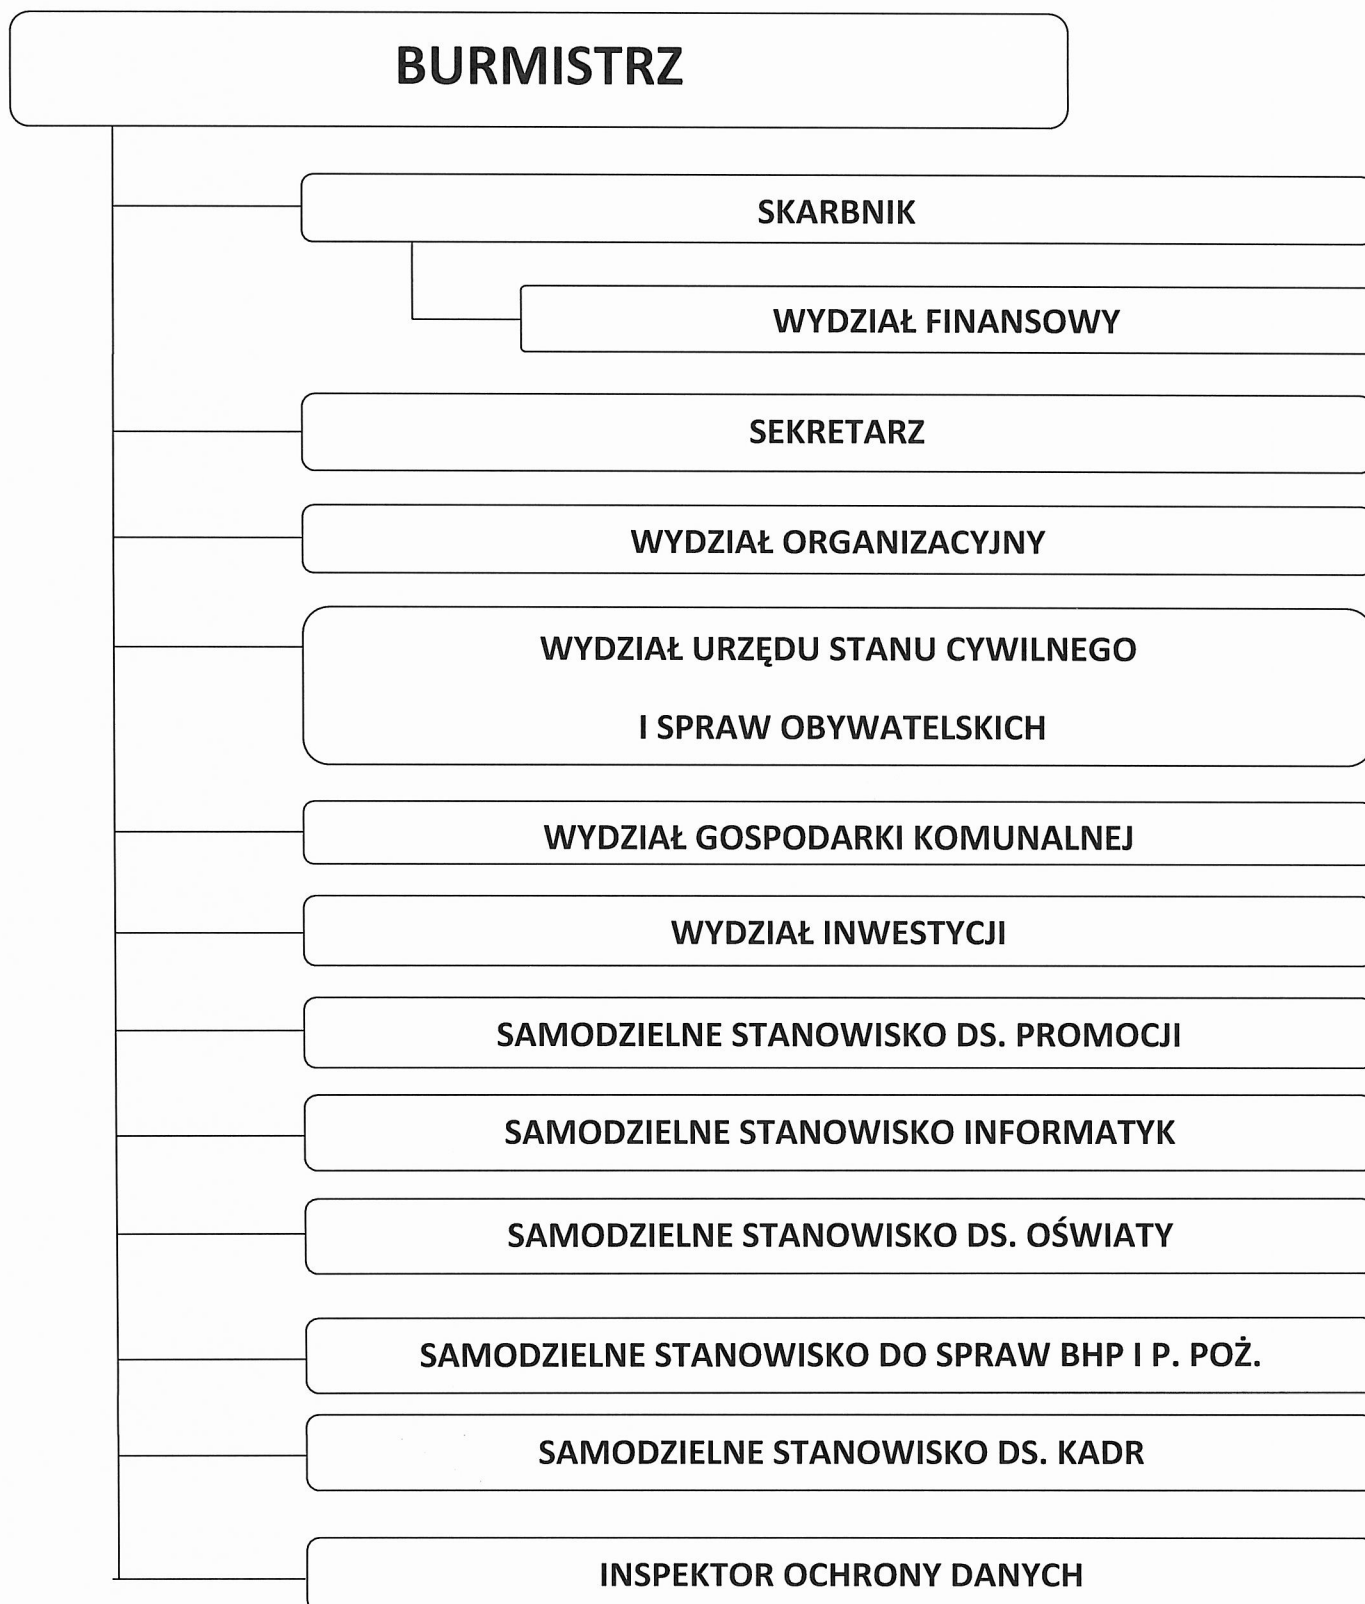 BURMISTRZ
SKARBNIK
WYDZIAŁ FINANSOWY
SEKRETARZ
WYDZIAŁ ORGANIZACYJNY
WYDZIAŁ URZĘDU STANU CYWILNEGO
I SPRAW OBYWATELSKICH
WYDZIAŁ GOSPODARKI KOMUNALNEJ
WYDZIAŁ INWESTYCJI
SAMODZIELNE STANOWISKO DS. PROMOCJI
SAMODZIELNE STANOWISKO INFORMATYK
SAMODZIELNE STANOWISKO DS. OŚWIATY
SAMODZIELNE STANOWISKO DO SPRAW BHP I P. POŻ.
SAMODZIELNE STANOWISKO DS. KADR
INSPEKTOR OCHRONY DANYCH